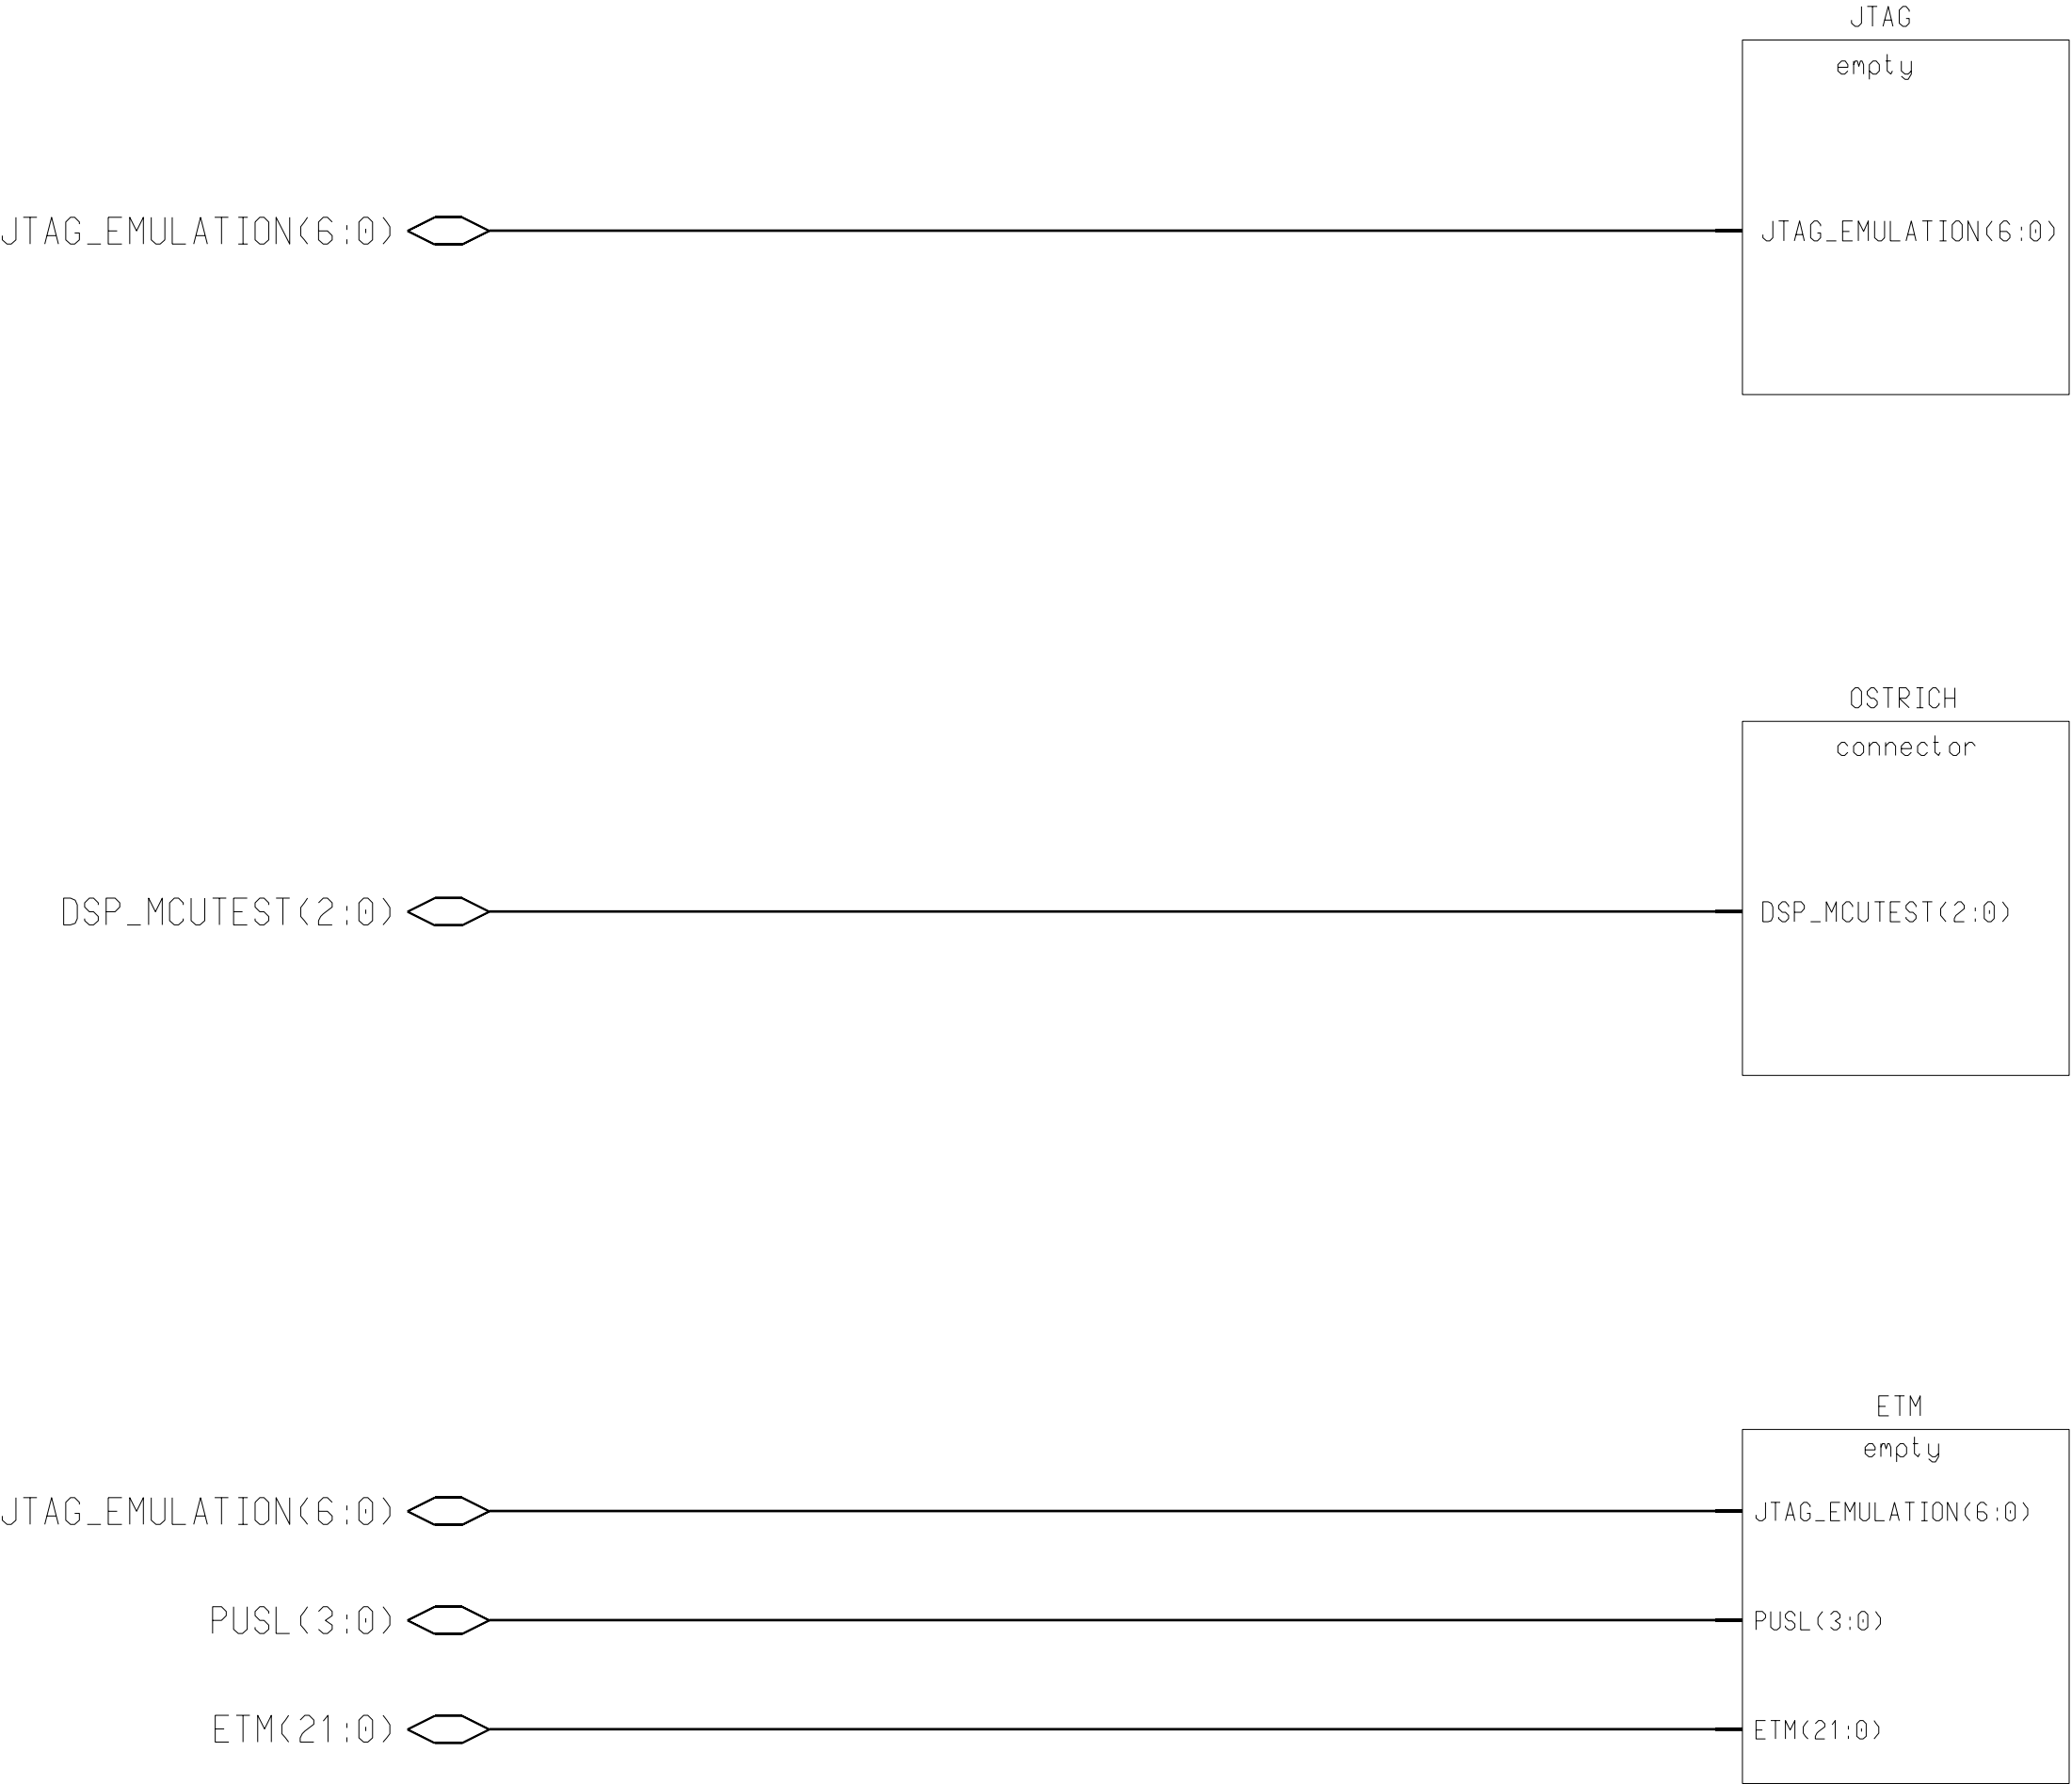 JTAG
empty
JTAG_EMULATION(6:0) JTAG_EMULATION(6:0)
OSTRICH
connector
DSP_MCUTEST(2:0) DSP_MCUTEST(2:0)
ETM
empty
JTAG_EMULATION(6:0) JTAG_EMULATION(6:0)
PUSL(3:0) PUSL(3:0)
ETM(21:0) ETM(21:0)